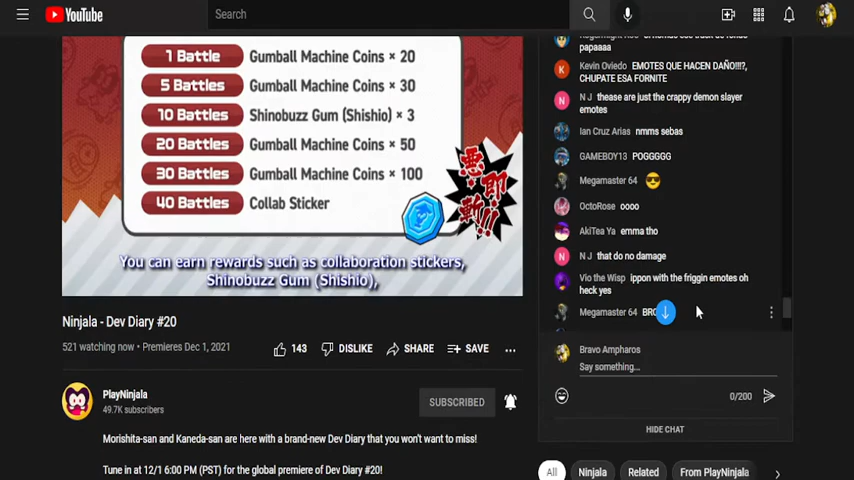 YouTube
Search
1 Battle Gumball Machine Coins × 20
5 Battles Gumball Machine Coins × 30
10 Battles Shinobuzz Gum (Shishio) × 3
20 Battles Gumball Machine Coins × 50
30 Battles Gumball Machine Coins × 100
40 Battles Collab Sticker
悪・即・斬!!
You can earn rewards such as collaboration stickers,
Shinobuzz Gum (Shishio),
Ninjala - Dev Diary #20
521 watching now • Premieres Dec 1, 2021
143
DISLIKE
SHARE
SAVE
PlayNinjala
49.7K subscribers
SUBSCRIBED
Morishita-san and Kaneda-san are here with a brand-new Dev Diary that you won't want to miss!
Tune in at 12/1 6:00 PM (PST) for the global premiere of Dev Diary #20!
papaaaa
Kevin Oviedo EMOTES QUE HACEN DAÑO!!!?,
CHUPATE ESA FORNITE
N J thease are just the crappy demon slayer
emotes
Ian Cruz Arias nmms sebas
GAMEBOY13 POGGGGG
Megamaster 64
OctoRose oooo
AkiTea Ya emma tho
N J that do no damage
Vio the Wisp ippon with the friggin emotes oh
heck yes
Megamaster 64
Bravo Ampharos
Say something...
0/200
HIDE CHAT
All Ninjala Related From PlayNinjala